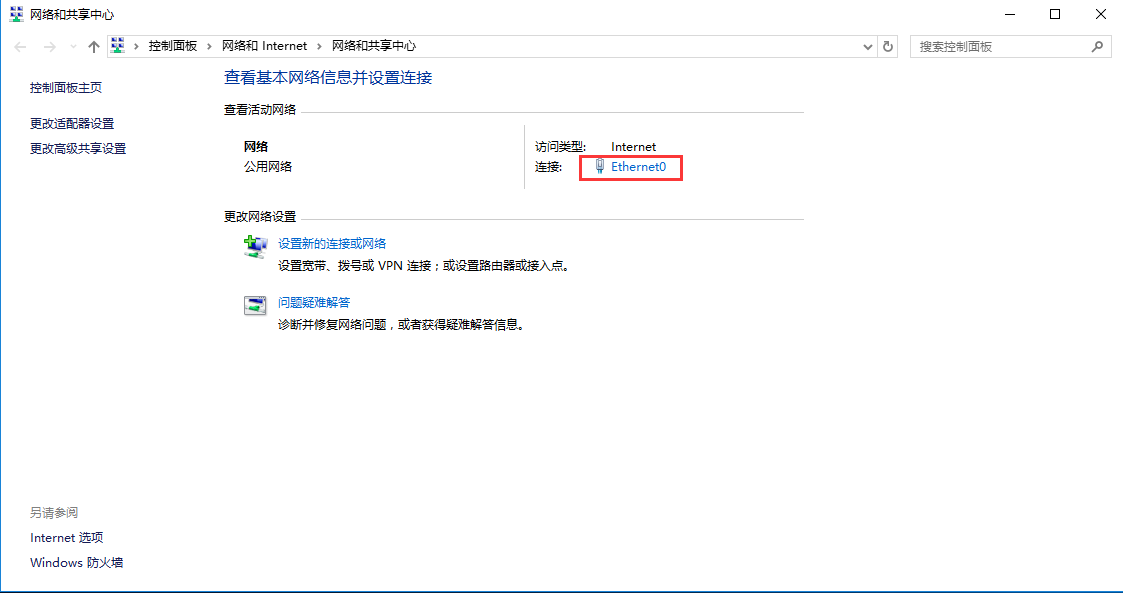 网络和共享中心
控制面板 网络和 Internet 网络和共享中心 搜索控制面板
控制面板主页
更改适配器设置
更改高级共享设置
查看基本网络信息并设置连接
查看活动网络
网络
公用网络
访问类型: Internet
连接: Ethernet0
更改网络设置
设置新的连接或网络
设置宽带、拨号或 VPN 连接；或设置路由器或接入点。
问题疑难解答
诊断并修复网络问题，或者获得疑难解答信息。
另请参阅
Internet 选项
Windows 防火墙